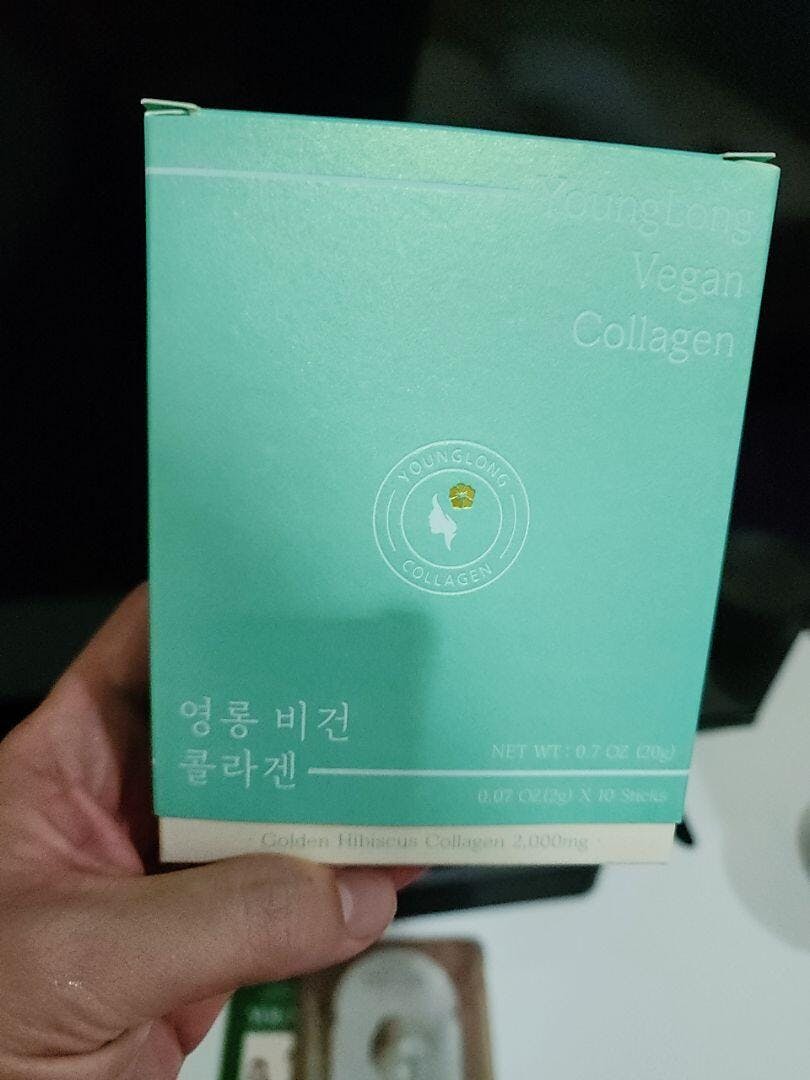 YoungLong
Vegan
Collagen
YOUNGLONG
COLLAGEN
영롱 비건
콜라겐
NET WT : 0.7 OZ (20g)
0.07 OZ(2g) X 10 Sticks
· Golden Hibiscus Collagen 2,000mg ·